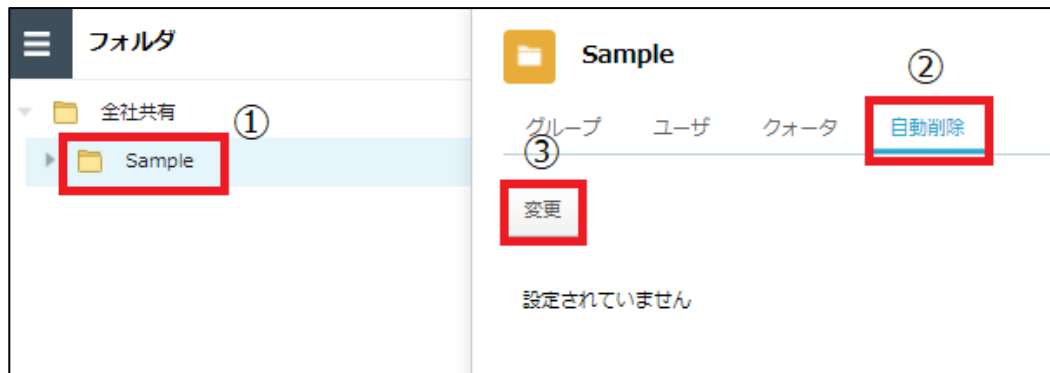 フォルダ
全社共有
①
Sample
Sample
②
グループ ユーザ クォータ 自動削除
③
変更
設定されていません